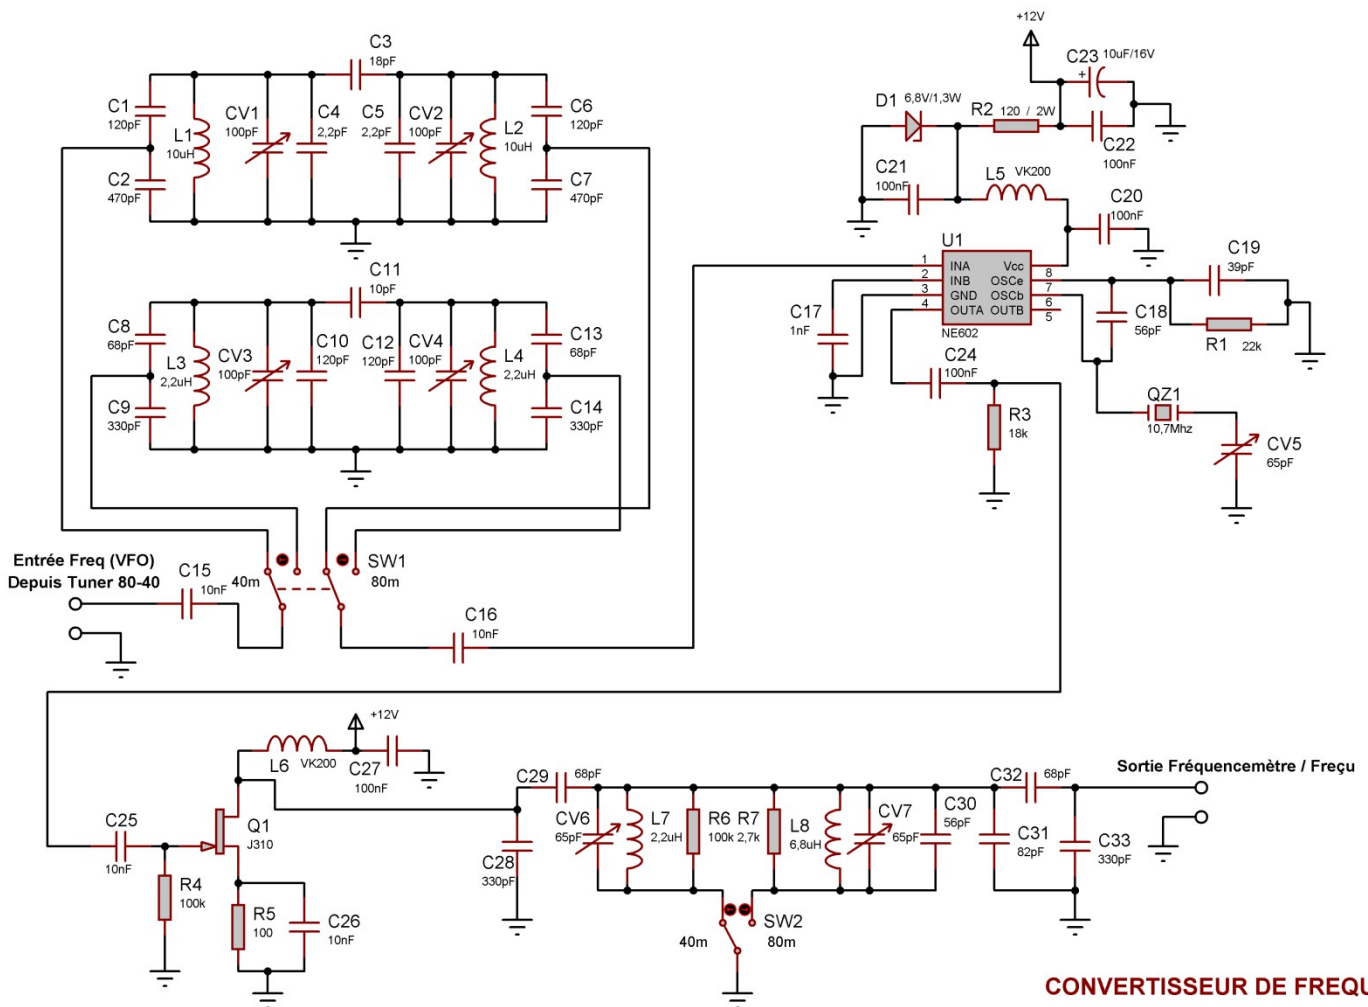 C3
18pF
C1
120pF
L1
10uH
CV1
100pF
C4
2,2pF
C5
2,2pF
CV2
100pF
L2
10uH
C6
120pF
C2
470pF
C7
470pF
+12V
C23
10uF/16V
+
D1
6,8V/1,3W
R2
120 / 2W
C22
100nF
C21
100nF
L5
VK200
C20
100nF
U1
1
INA
Vcc
8
2
INB
OSCe
7
3
GND
OSCb
6
4
OUTA
OUTB
5
NE602
C19
39pF
C17
1nF
C18
56pF
R1
22k
C24
100nF
R3
18k
QZ1
10,7Mhz
CV5
65pF
C11
10pF
C8
68pF
L3
2,2uH
CV3
100pF
C10
120pF
C12
120pF
CV4
100pF
L4
2,2uH
C13
68pF
C9
330pF
C14
330pF
Entrée Freq (VFO)
Depuis Tuner 80-40
C15
10nF
40m
SW1
80m
C16
10nF
+12V
L6
VK200
C27
100nF
C25
10nF
Q1
J310
R4
100k
R5
100
C26
10nF
C29
68pF
C28
330pF
CV6
65pF
L7
2,2uH
R6
100k
R7
2,7k
L8
6,8uH
CV7
65pF
C30
56pF
C32
68pF
C31
82pF
C33
330pF
40m
SW2
80m
Sortie Fréquencemètre / Freçu
CONVERTISSEUR DE FREQU